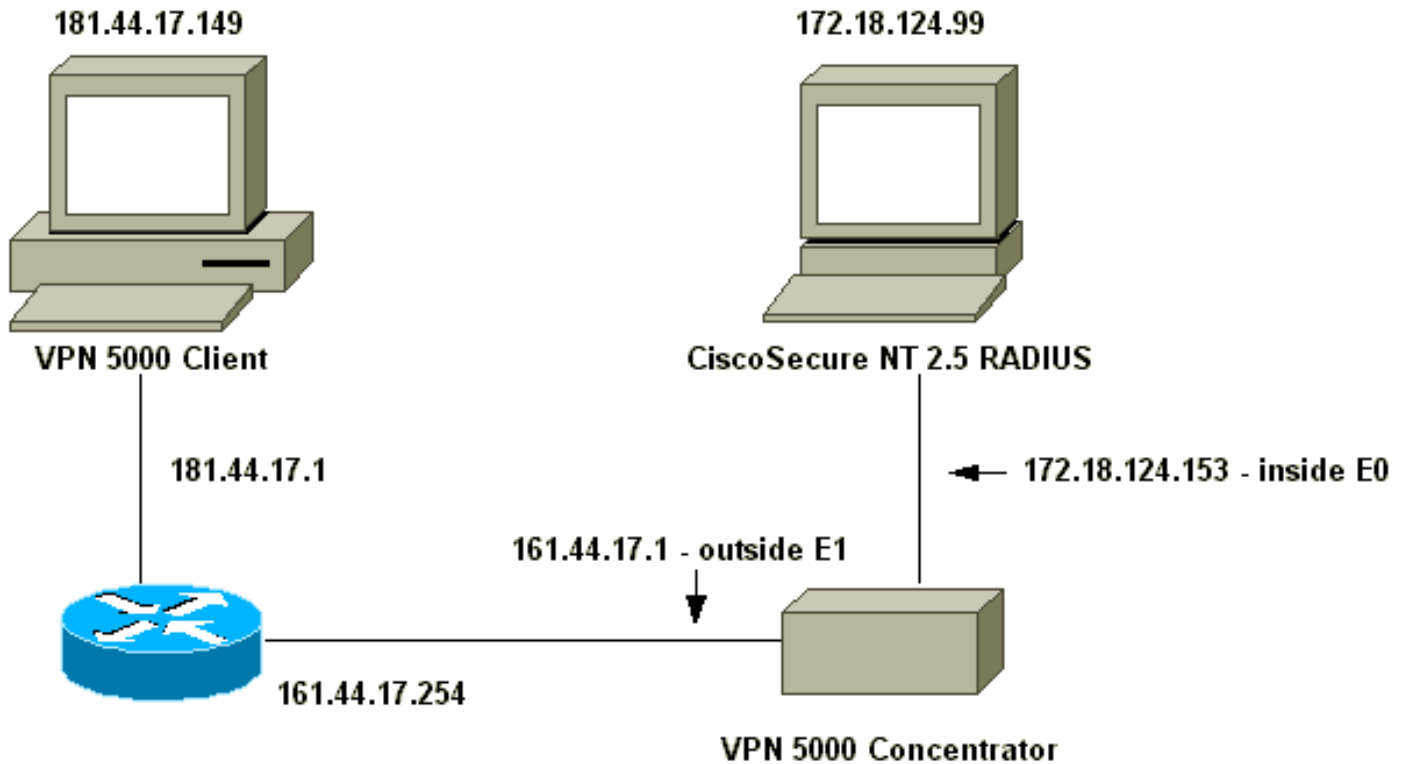 181.44.17.149
172.18.124.99
VPN 5000 Client
CiscoSecure NT 2.5 RADIUS
181.44.17.1
172.18.124.153 - inside E0
161.44.17.1 - outside E1
161.44.17.254
VPN 5000 Concentrator